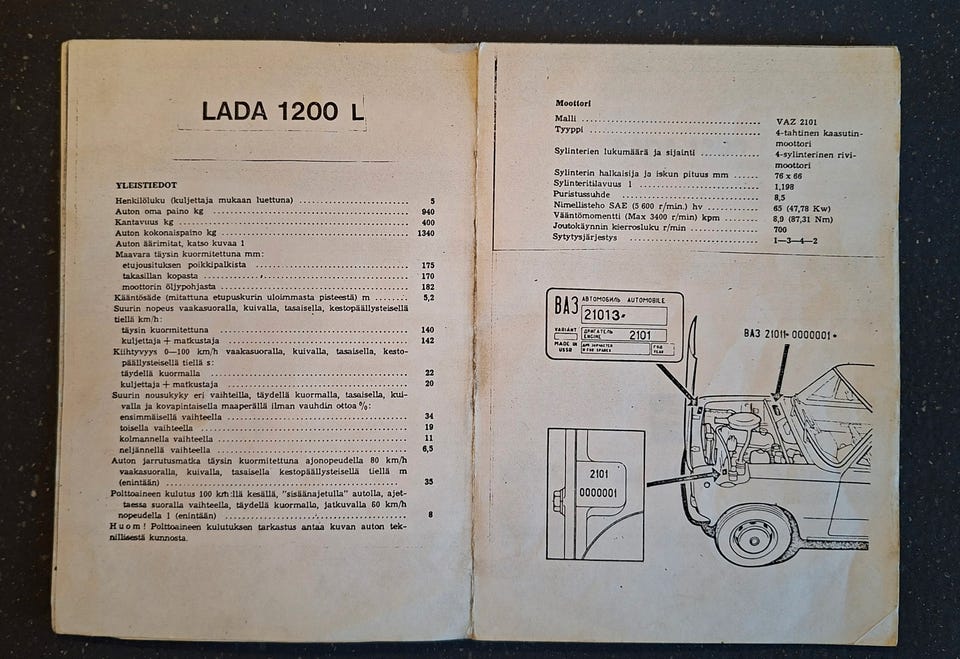 LADA 1200 L
YLEISTIEDOT
Henkilöluku (kuljettaja mukaan luettuna) 5
Auton oma paino kg 940
Kantavuus kg 400
Auton kokonaispaino kg 1340
Auton äärimitat, katso kuvaa 1
Maavara täysin kuormitettuna mm:
etujousituksen poikkipalkista 175
takasillan kopasta 170
moottorin öljypohjasta 182
Kääntösäde (mitattuna etupuskurin uloimmasta pisteestä) m 5,2
Suurin nopeus vaakasuoralla, kuivalla, tasaisella, kestopäällysteisellä
tiellä km/h:
täysin kuormitettuna 140
kuljettaja + matkustaja 142
Kiihtyvyys 0—100 km/h vaakasuoralla, kuivalla, tasaisella, kesto-
päällysteisellä tiellä s:
täydellä kuormalla 22
kuljettaja + matkustaja 20
Suurin nousukyky eri vaihteilla, täydellä kuormalla, tasaisella, kui-
valla ja kovapintaisella maaperällä ilman vauhdin ottoa %:
ensimmäisellä vaihteella 34
toisella vaihteella 19
kolmannella vaihteella 11
neljännellä vaihteella 6,5
Auton jarrutusmatka täysin kuormitettuna ajonopeudella 80 km/h
vaakasuoralla, kuivalla, tasaisella kestopäällysteisellä tiellä m
(enintään) 35
Polttoaineen kulutus 100 km:llä kesällä, "sisäänajetulla" autolla, ajet-
taessa suoralla vaihteella, täydellä kuormalla, jatkuvalla 60 km/h
nopeudella l (enintään) 8
Huom! Polttoaineen kulutuksen tarkastus antaa kuvan auton tek-
nillisestä kunnosta.
Moottori
Malli VAZ 2101
Tyyppi 4-tahtinen kaasutin-
moottori
Sylinterien lukumäärä ja sijainti 4-sylinterinen rivi-
moottori
Sylinterin halkaisija ja iskun pituus mm 76 x 66
Sylinteritilavuus l 1,198
Puristussuhde 8,5
Nimellisteho SAE (5 600 r/min.) hv 65 (47,78 Kw)
Vääntömomentti (Max 3400 r/min) kpm 8,9 (87,31 Nm)
Joutokäynnin kierrosluku r/min 700
Sytytysjärjestys 1—3—4—2
ВАЗ АВТОМОБИЛЬ AUTOMOBILE
21013*
VARIANT ДВИГАТЕЛЬ
ENGINE 2101
MADE IN
USSR ДЛЯ ЗАПЧАСТЕЙ
# FOR SPARES ГОД
YEAR
ВАЗ 21011* 0000001 *
2101
0000001